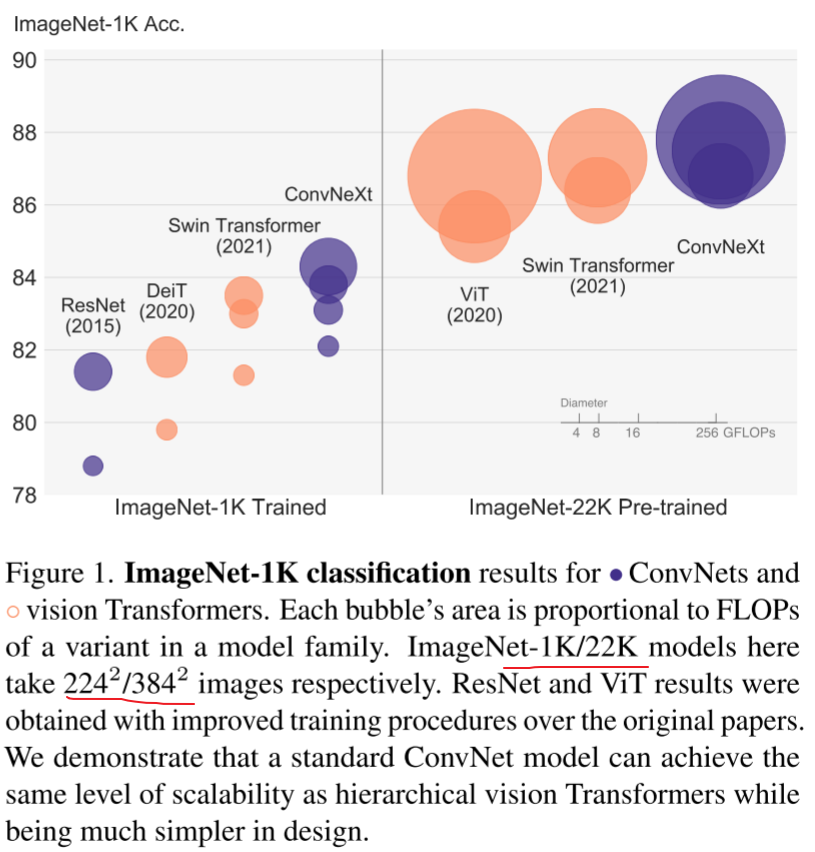 ImageNet-1K Acc.
90
88
86
84
82
80
78
ResNet
(2015)
DeiT
(2020)
Swin Transformer
(2021)
ConvNeXt
ViT
(2020)
Swin Transformer
(2021)
ConvNeXt
Diameter
4 8 16 256 GFLOPs
ImageNet-1K Trained
ImageNet-22K Pre-trained
Figure 1. ImageNet-1K classification results for ● ConvNets and
○ vision Transformers. Each bubble's area is proportional to FLOPs
of a variant in a model family. ImageNet-1K/22K models here
take 224²/384² images respectively. ResNet and ViT results were
obtained with improved training procedures over the original papers.
We demonstrate that a standard ConvNet model can achieve the
same level of scalability as hierarchical vision Transformers while
being much simpler in design.